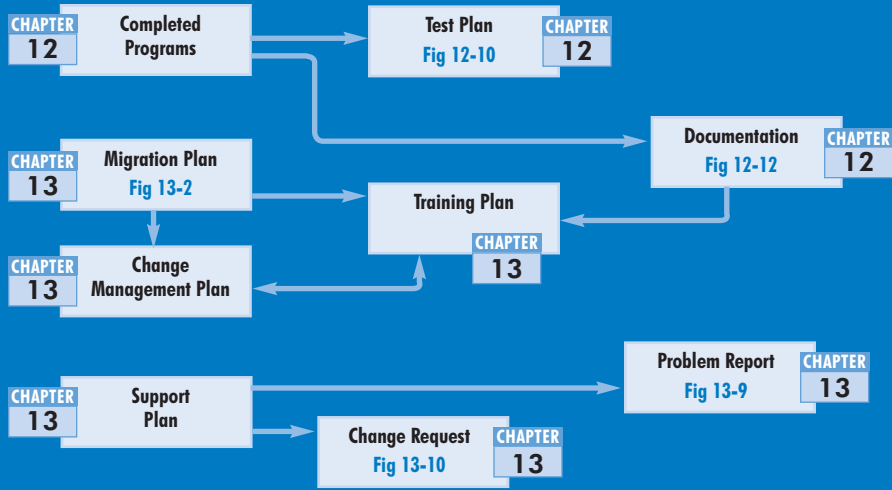 CHAPTER
12
Completed
Programs
Test Plan
Fig 12-10
CHAPTER
12
Documentation
Fig 12-12
CHAPTER
12
CHAPTER
13
Migration Plan
Fig 13-2
Training Plan
CHAPTER
13
CHAPTER
13
Change
Management Plan
Problem Report
Fig 13-9
CHAPTER
13
CHAPTER
13
Support
Plan
Change Request
Fig 13-10
CHAPTER
13